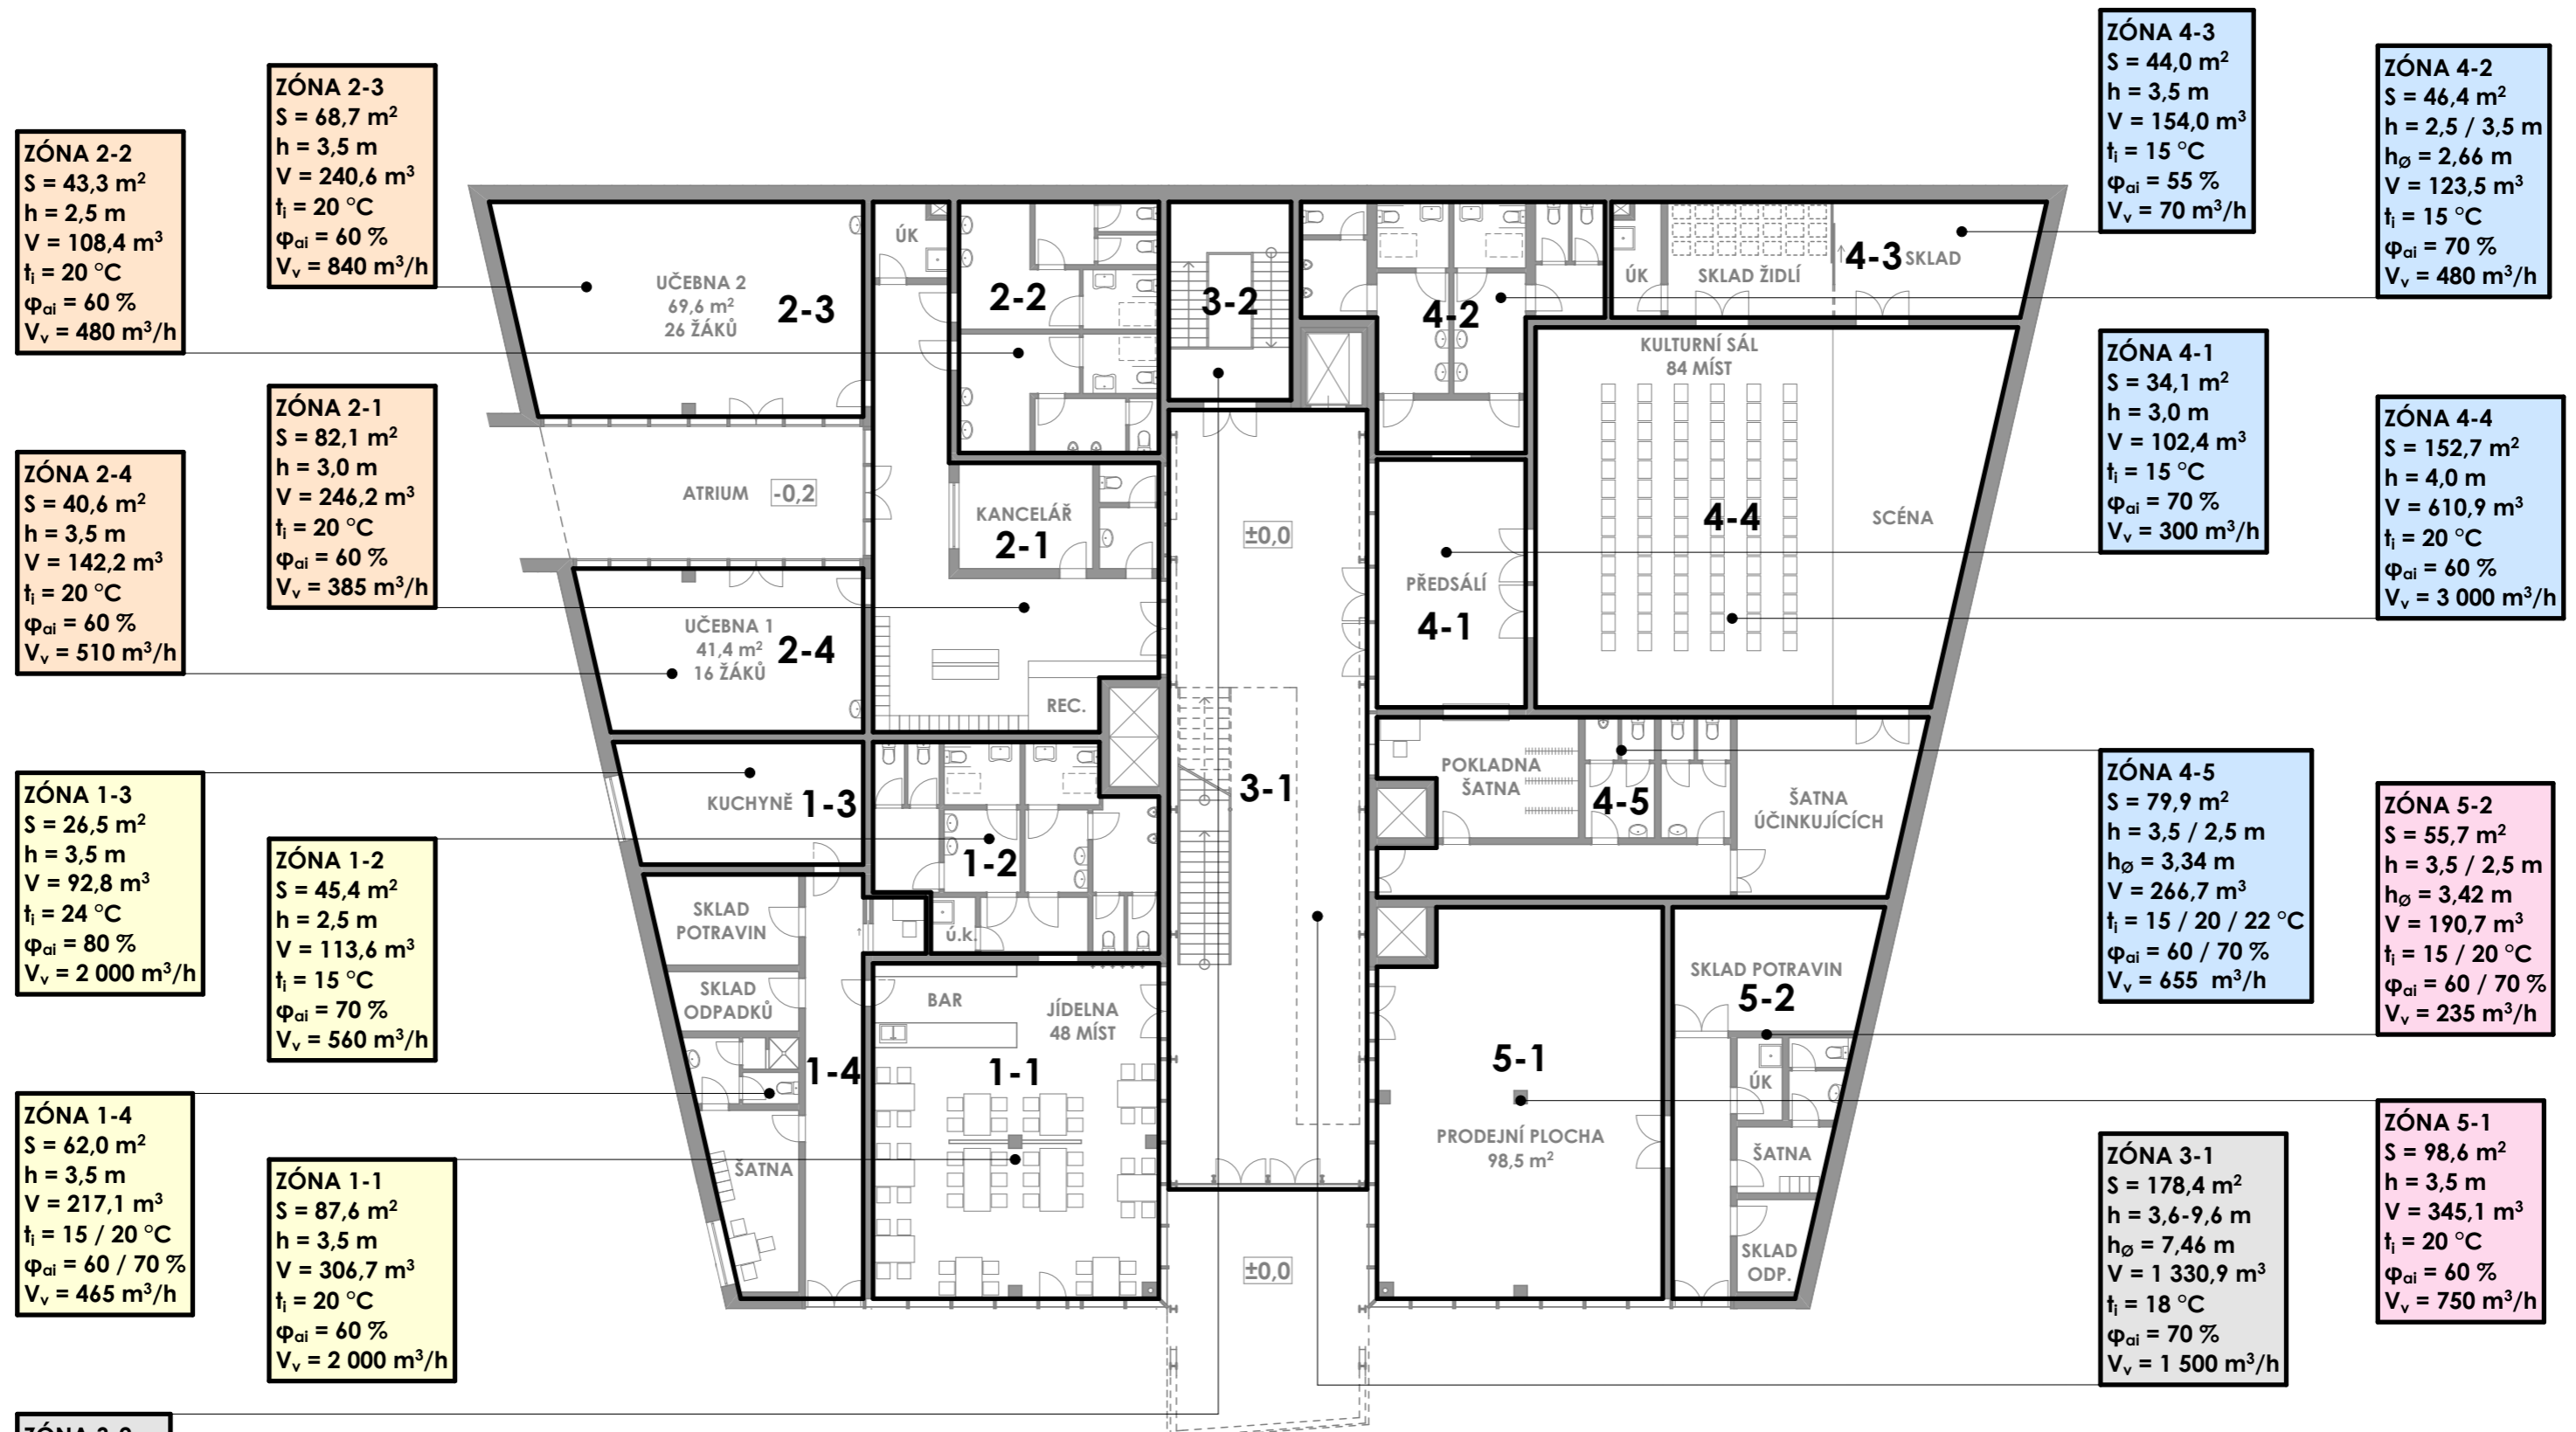 ZÓNA 2-2
S = 43,3 m²
h = 2,5 m
V = 108,4 m³
tᵢ = 20 °C
φₐᵢ = 60 %
Vᵥ = 480 m³/h
ZÓNA 2-3
S = 68,7 m²
h = 3,5 m
V = 240,6 m³
tᵢ = 20 °C
φₐᵢ = 60 %
Vᵥ = 840 m³/h
ZÓNA 2-4
S = 40,6 m²
h = 3,5 m
V = 142,2 m³
tᵢ = 20 °C
φₐᵢ = 60 %
Vᵥ = 510 m³/h
ZÓNA 2-1
S = 82,1 m²
h = 3,0 m
V = 246,2 m³
tᵢ = 20 °C
φₐᵢ = 60 %
Vᵥ = 385 m³/h
ZÓNA 1-3
S = 26,5 m²
h = 3,5 m
V = 92,8 m³
tᵢ = 24 °C
φₐᵢ = 80 %
Vᵥ = 2 000 m³/h
ZÓNA 1-2
S = 45,4 m²
h = 2,5 m
V = 113,6 m³
tᵢ = 15 °C
φₐᵢ = 70 %
Vᵥ = 560 m³/h
ZÓNA 1-4
S = 62,0 m²
h = 3,5 m
V = 217,1 m³
tᵢ = 15 / 20 °C
φₐᵢ = 60 / 70 %
Vᵥ = 465 m³/h
ZÓNA 1-1
S = 87,6 m²
h = 3,5 m
V = 306,7 m³
tᵢ = 20 °C
φₐᵢ = 60 %
Vᵥ = 2 000 m³/h
UČEBNA 2
69,6 m²
26 ŽÁKŮ
2-3
ÚK
2-2
3-2
4-2
ÚK
SKLAD ŽIDLÍ
4-3 SKLAD
KULTURNÍ SÁL
84 MÍST
ATRIUM
-0,2
KANCELÁŘ
2-1
±0,0
4-4
SCÉNA
PŘEDSÁLÍ
4-1
UČEBNA 1
41,4 m²
16 ŽÁKŮ
2-4
REC.
KUCHYNĚ 1-3
1-2
3-1
POKLADNA
ŠATNA
4-5
ŠATNA
ÚČINKUJÍCÍCH
SKLAD
POTRAVIN
ú.k.
SKLAD
ODPADKŮ
BAR
JÍDELNA
48 MÍST
1-4
1-1
ŠATNA
SKLAD POTRAVIN
5-2
5-1
ÚK
PRODEJNÍ PLOCHA
98,5 m²
ŠATNA
SKLAD
ODP.
±0,0
ZÓNA 4-3
S = 44,0 m²
h = 3,5 m
V = 154,0 m³
tᵢ = 15 °C
φₐᵢ = 55 %
Vᵥ = 70 m³/h
ZÓNA 4-2
S = 46,4 m²
h = 2,5 / 3,5 m
hø = 2,66 m
V = 123,5 m³
tᵢ = 15 °C
φₐᵢ = 70 %
Vᵥ = 480 m³/h
ZÓNA 4-1
S = 34,1 m²
h = 3,0 m
V = 102,4 m³
tᵢ = 15 °C
φₐᵢ = 70 %
Vᵥ = 300 m³/h
ZÓNA 4-4
S = 152,7 m²
h = 4,0 m
V = 610,9 m³
tᵢ = 20 °C
φₐᵢ = 60 %
Vᵥ = 3 000 m³/h
ZÓNA 4-5
S = 79,9 m²
h = 3,5 / 2,5 m
hø = 3,34 m
V = 266,7 m³
tᵢ = 15 / 20 / 22 °C
φₐᵢ = 60 / 70 %
Vᵥ = 655 m³/h
ZÓNA 5-2
S = 55,7 m²
h = 3,5 / 2,5 m
hø = 3,42 m
V = 190,7 m³
tᵢ = 15 / 20 °C
φₐᵢ = 60 / 70 %
Vᵥ = 235 m³/h
ZÓNA 5-1
S = 98,6 m²
h = 3,5 m
V = 345,1 m³
tᵢ = 20 °C
φₐᵢ = 60 %
Vᵥ = 750 m³/h
ZÓNA 3-1
S = 178,4 m²
h = 3,6-9,6 m
hø = 7,46 m
V = 1 330,9 m³
tᵢ = 18 °C
φₐᵢ = 70 %
Vᵥ = 1 500 m³/h
ZÓNA 3-2